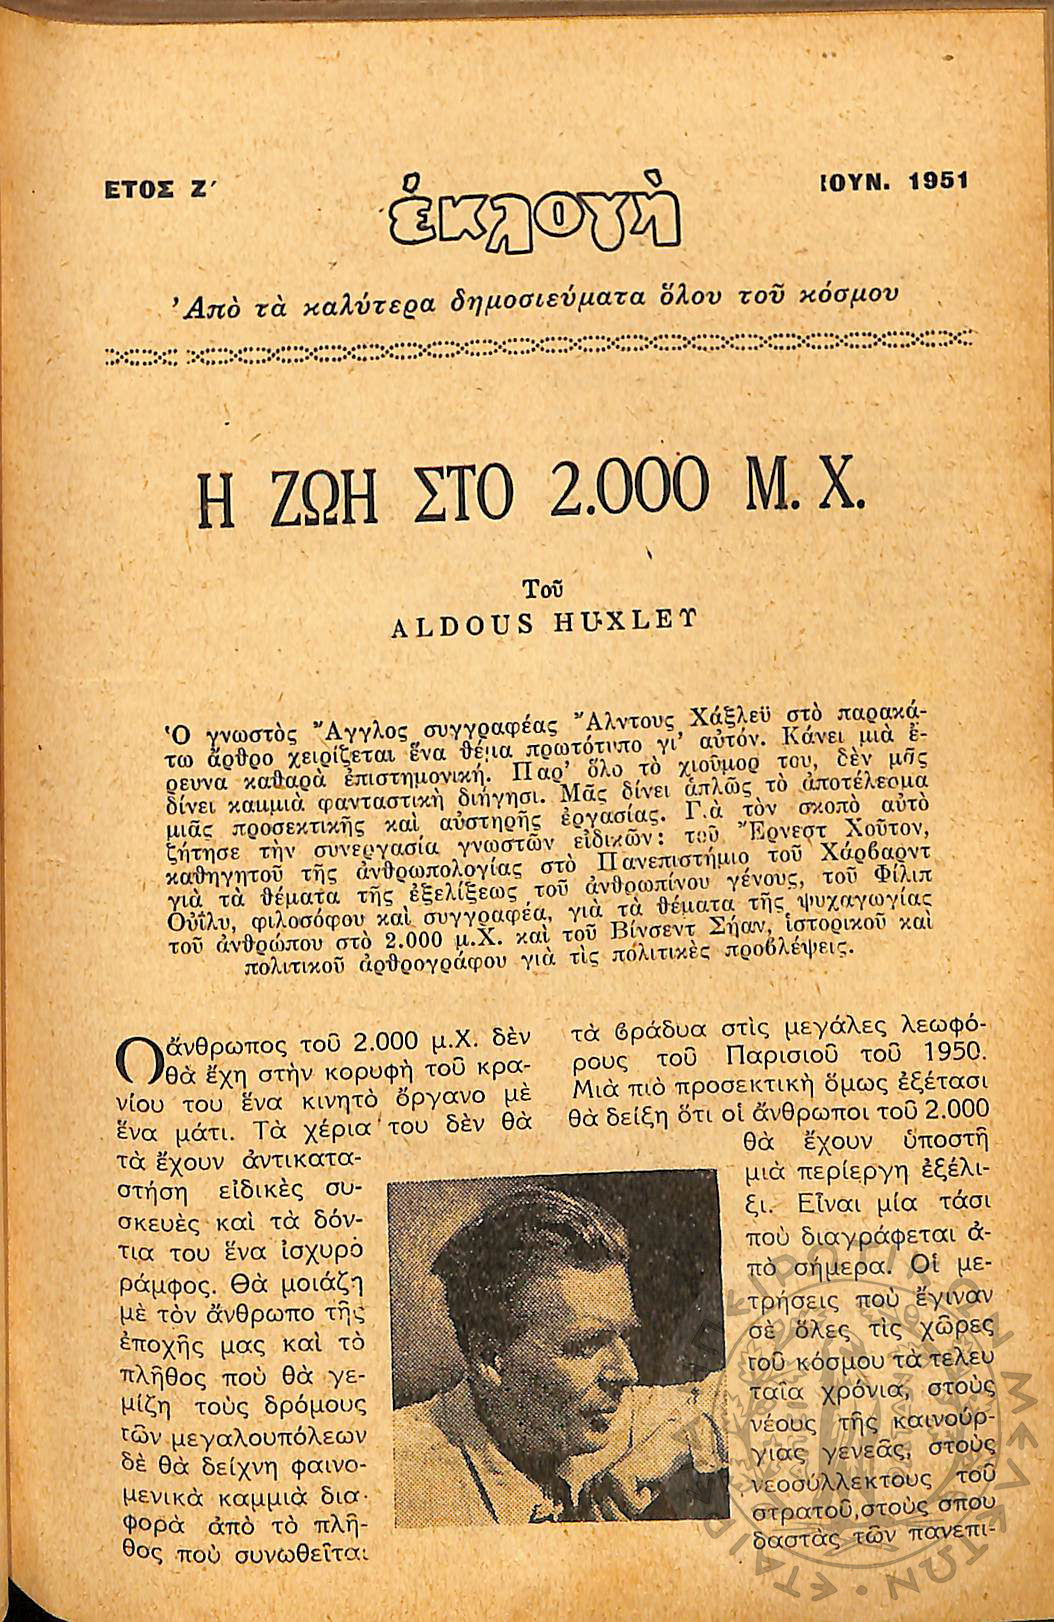 ΕΤΟΣ Ζ΄
ἐκλογὴ
ΙΟΥΝ. 1951
Ἀπὸ τὰ καλύτερα δημοσιεύματα ὅλου τοῦ κόσμου
Η ΖΩΗ ΣΤΟ 2.000 Μ. Χ.
Τοῦ
ALDOUS HUXLEY
Ὁ γνωστὸς Ἄγγλος συγγραφέας Ἄλντους Χάξλεϋ στὸ παρακά-
τω ἄρθρο χειρίζεται ἕνα θέμα πρωτότυπο γι' αὐτόν. Κάνει μιὰ ἔ-
ρευνα καθαρὰ ἐπιστημονική. Παρ' ὅλο τὸ χιοῦμορ του, δὲν μᾶς
δίνει καμμιὰ φανταστικὴ διήγησι. Μᾶς δίνει ἁπλῶς τὸ ἀποτέλεσμα
μιᾶς προσεκτικῆς καὶ αὐστηρῆς ἐργασίας. Γιὰ τὸν σκοπὸ αὐτὸ
ζήτησε τὴν συνεργασία γνωστῶν εἰδικῶν: τοῦ Ἔρνεστ Χοῦτον,
καθηγητοῦ τῆς ἀνθρωπολογίας στὸ Πανεπιστήμιο τοῦ Χάρβαρντ
γιὰ τὰ θέματα τῆς ἐξελίξεως τοῦ ἀνθρωπίνου γένους, τοῦ Φίλιπ
Οὐΐλυ, φιλοσόφου καὶ συγγραφέα, γιὰ τὰ θέματα τῆς ψυχαγωγίας
τοῦ ἀνθρώπου στὸ 2.000 μ.Χ. καὶ τοῦ Βίνσεντ Σήαν, ἱστορικοῦ καὶ
πολιτικοῦ ἀρθρογράφου γιὰ τὶς πολιτικὲς προβλέψεις.
Ο ἄνθρωπος τοῦ 2.000 μ.Χ. δὲν
θὰ ἔχη στὴν κορυφὴ τοῦ κρα-
νίου του ἕνα κινητὸ ὄργανο μὲ
ἕνα μάτι. Τὰ χέρια του δὲν θὰ
τὰ ἔχουν ἀντικατα-
στήση εἰδικὲς συ-
σκευὲς καὶ τὰ δόν-
τια του ἕνα ἰσχυρὸ
ράμφος. Θὰ μοιάζη
μὲ τὸν ἄνθρωπο τῆς
ἐποχῆς μας καὶ τὸ
πλῆθος ποὺ θὰ γε-
μίζη τοὺς δρόμους
τῶν μεγαλουπόλεων
δὲ θὰ δείχνη φαινο-
μενικὰ καμμιὰ δια-
φορὰ ἀπὸ τὸ πλῆ-
θος ποὺ συνωθεῖται
τὰ βράδυα στὶς μεγάλες λεωφό-
ρους τοῦ Παρισιοῦ τοῦ 1950.
Μιὰ πιὸ προσεκτικὴ ὅμως ἐξέτασι
θὰ δείξη ὅτι οἱ ἄνθρωποι τοῦ 2.000
θὰ ἔχουν ὑποστῆ
μιὰ περίεργη ἐξέλι-
ξι. Εἶναι μία τάσι
ποὺ διαγράφεται ἀ-
πὸ σήμερα. Οἱ με-
τρήσεις ποὺ ἔγιναν
σὲ ὅλες τὶς χῶρες
τοῦ κόσμου τὰ τελευ
ταῖα χρόνια, στοὺς
νέους τῆς καινούρ-
γιας γενεᾶς, στοὺς
νεοσύλλεκτους τοῦ
στρατοῦ, στοὺς σπου
δαστὰς τῶν πανεπι-